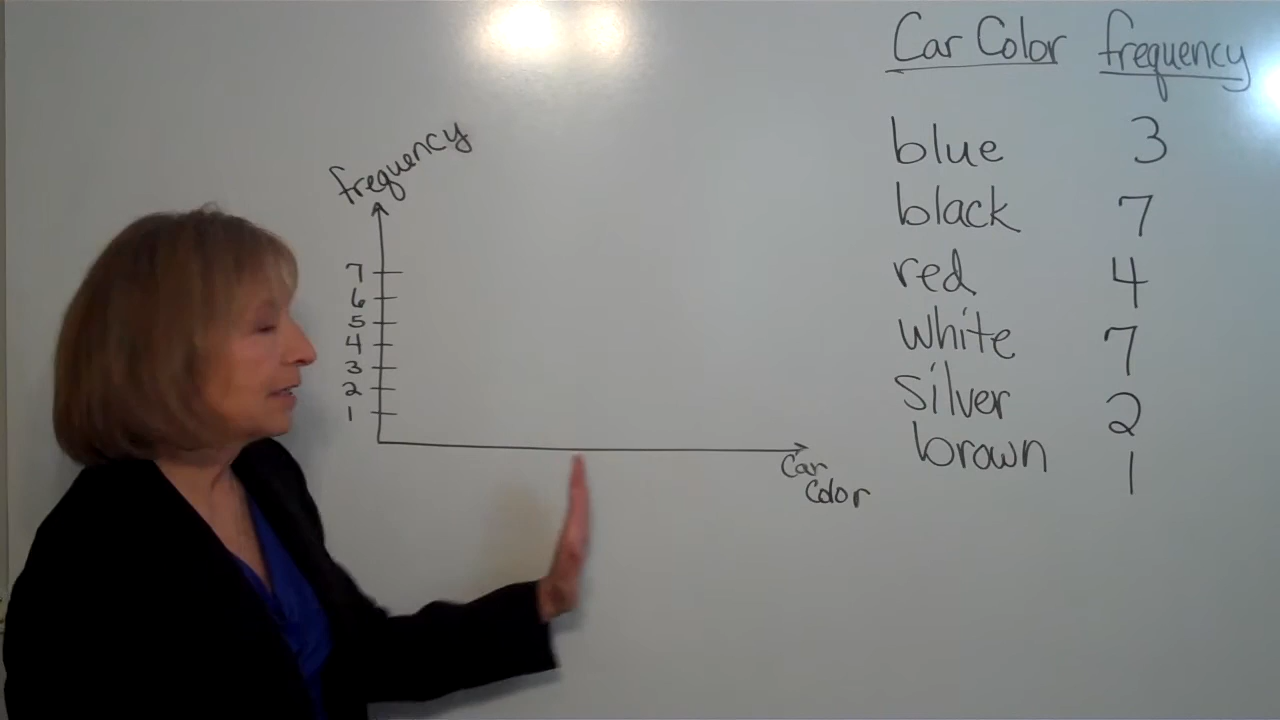 Car Color frequency
blue 3
black 7
red 4
white 7
silver 2
brown 1
frequency
7
6
5
4
3
2
1
Car
Color